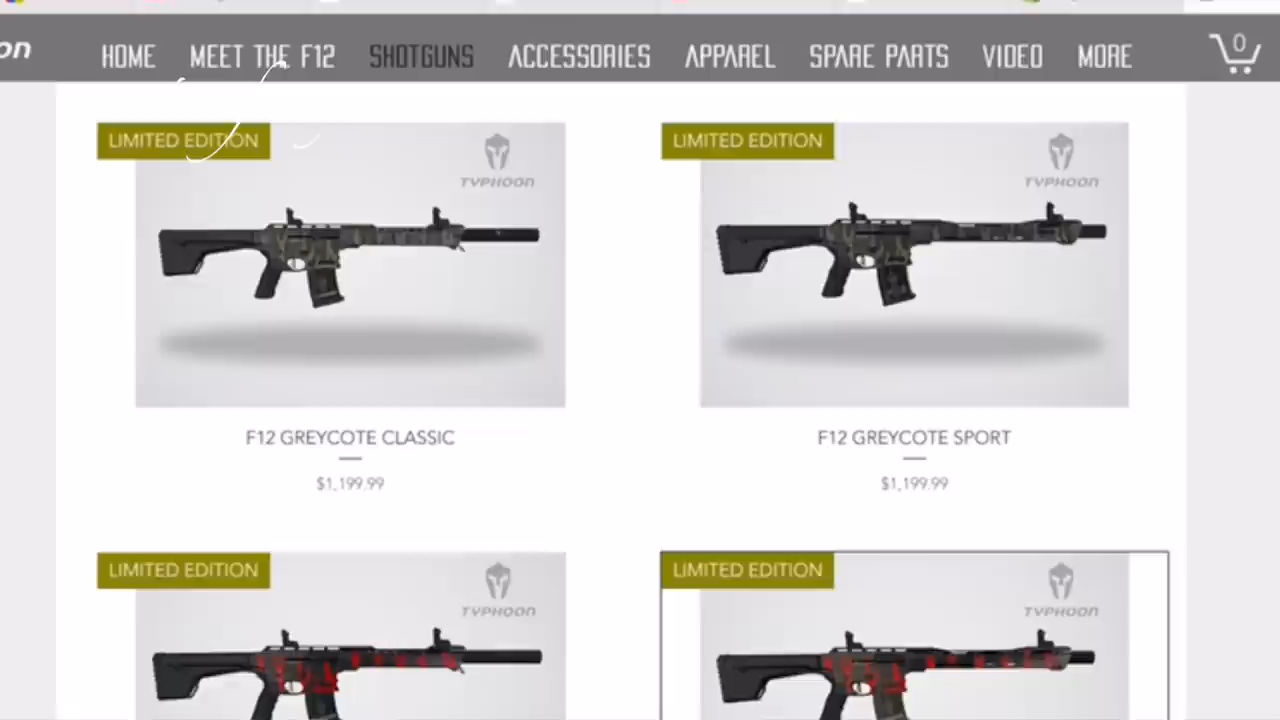 on
HOME MEET THE F12 SHOTGUNS ACCESSORIES APPAREL SPARE PARTS VIDEO MORE
0
LIMITED EDITION
TYPHOON
LIMITED EDITION
TYPHOON
F12 GREYCOTE CLASSIC
$1,199.99
F12 GREYCOTE SPORT
$1,199.99
LIMITED EDITION
TYPHOON
LIMITED EDITION
TYPHOON